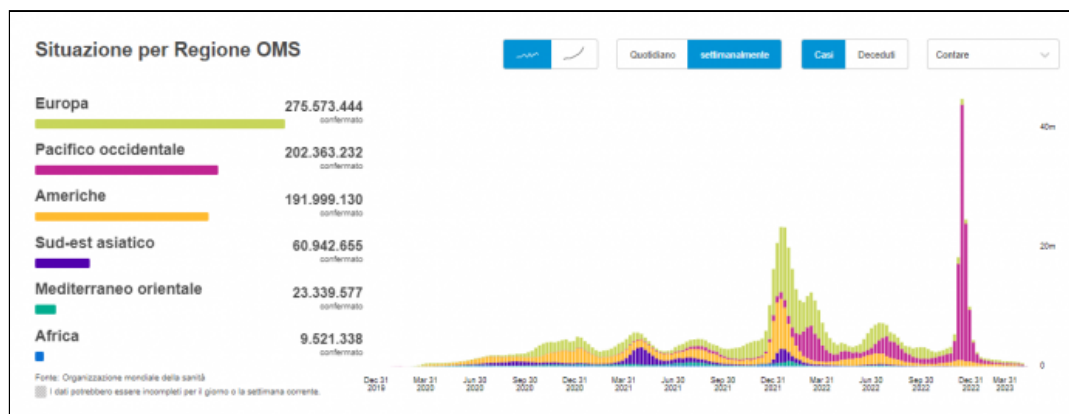 Situazione per Regione OMS
Quotidiano
settimanalmente
Casi
Deceduti
Contare
Europa
275.573.444
confermato
Pacifico occidentale
202.363.232
confermato
Americhe
191.999.130
confermato
Sud-est asiatico
60.942.655
confermato
Mediterraneo orientale
23.339.577
confermato
Africa
9.521.338
confermato
Fonte: Organizzazione mondiale della sanità
I dati potrebbero essere incompleti per il giorno o la settimana corrente.
40m
20m
0
Dec 31 Mar 31 Jun 30 Sep 30 Dec 31 Mar 31 Jun 30 Sep 30 Dec 31 Mar 31 Jun 30 Sep 30 Dec 31 Mar 31
2019 2020 2020 2020 2020 2021 2021 2021 2021 2022 2022 2022 2022 2023